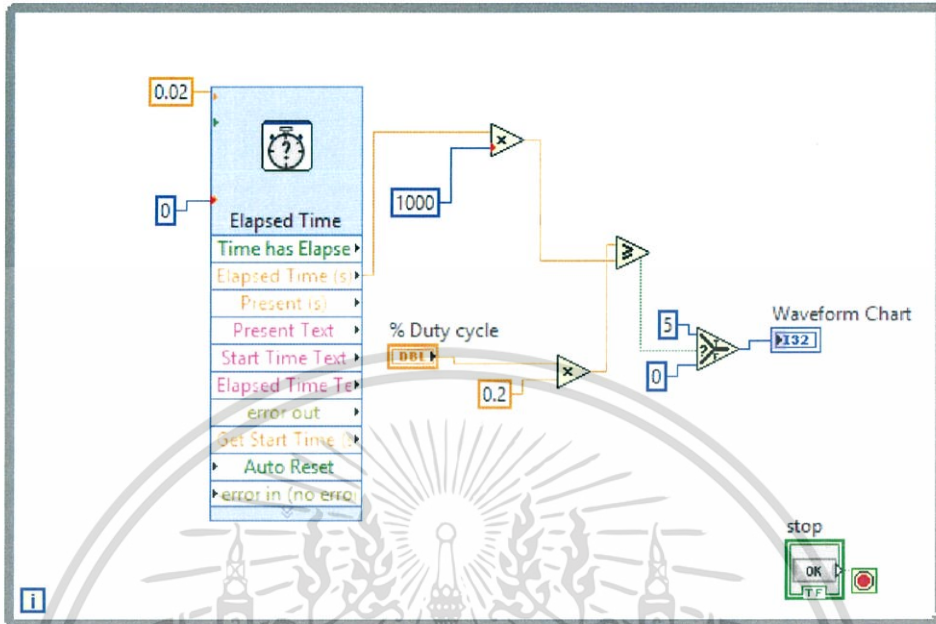 0.02
0
Elapsed Time
Time has Elapse
Elapsed Time (s)
Present (s)
Present Text
Start Time Text
Elapsed Time Te
error out
Get Start Time (s
Auto Reset
error in (no erro
1000
% Duty cycle
DBL
0.2
5
0
Waveform Chart
I32
stop
OK
TF
i